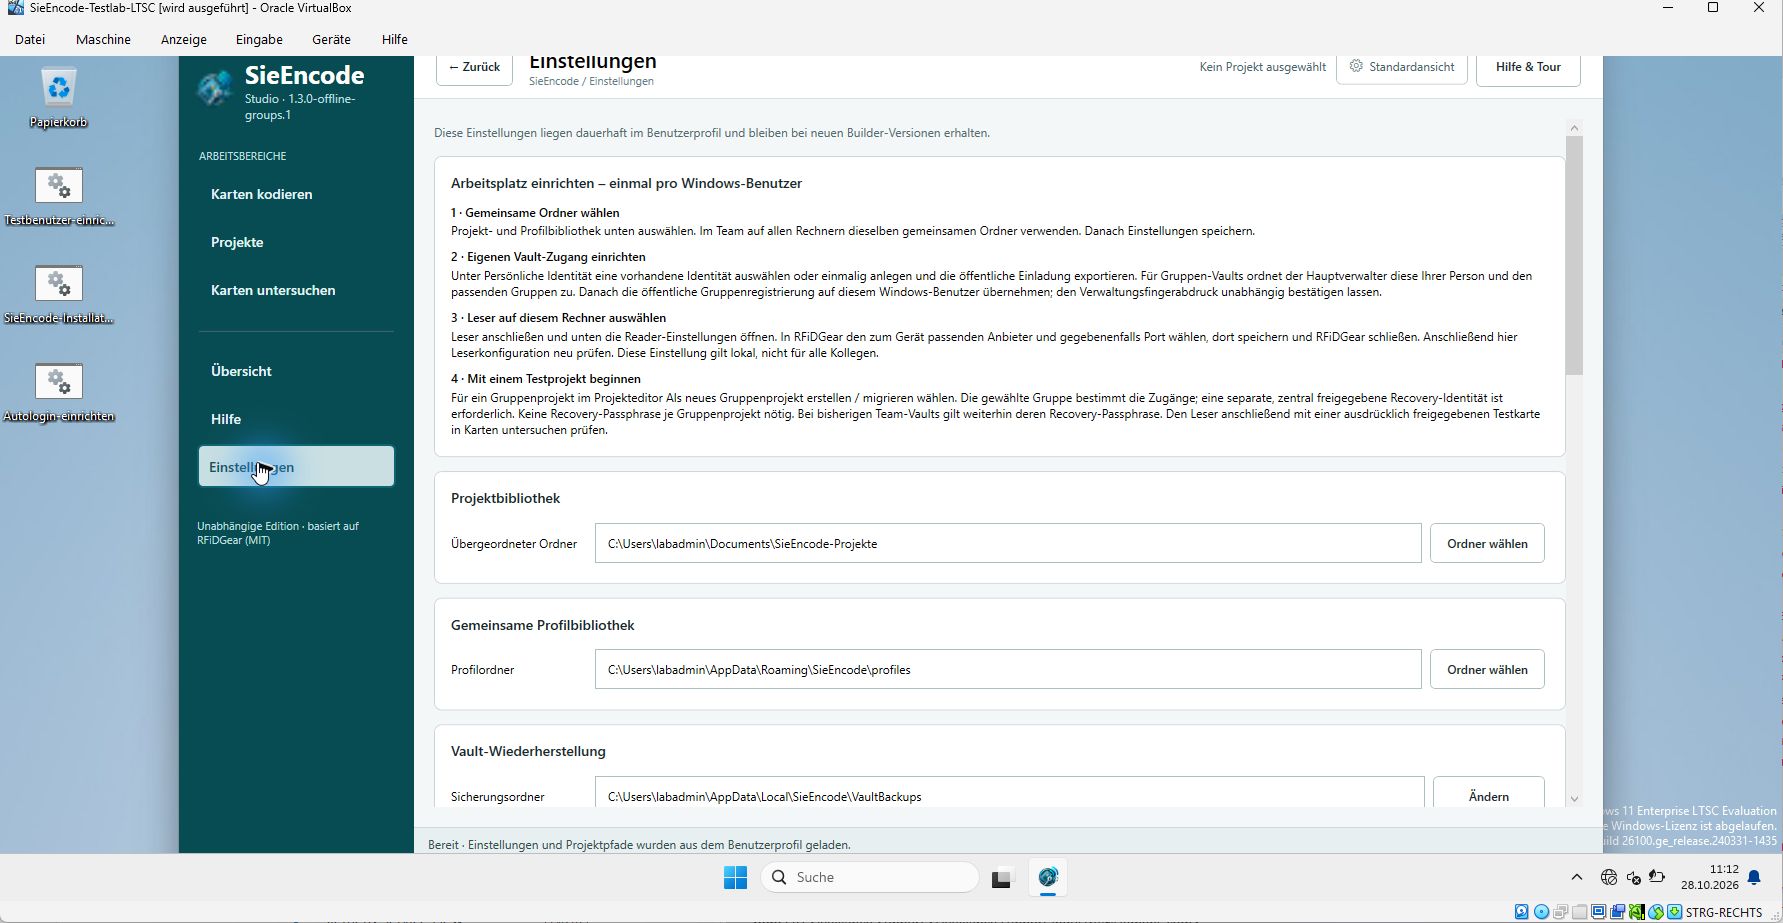 SieEncode-Testlab-LTSC [wird ausgeführt] - Oracle VirtualBox
Datei Maschine Anzeige Eingabe Geräte Hilfe
Papierkorb
Testbenutzer-einric...
SieEncode-Installat...
Autologin-einrichten
SieEncode
Studio · 1.3.0-offline-
groups.1
ARBEITSBEREICHE
Karten kodieren
Projekte
Karten untersuchen
Übersicht
Hilfe
Einstellungen
Unabhängige Edition · basiert auf
RFiDGear (MIT)
← Zurück
Einstellungen
SieEncode / Einstellungen
Kein Projekt ausgewählt
Standardansicht
Hilfe & Tour
Diese Einstellungen liegen dauerhaft im Benutzerprofil und bleiben bei neuen Builder-Versionen erhalten.
Arbeitsplatz einrichten – einmal pro Windows-Benutzer
1 · Gemeinsame Ordner wählen
Projekt- und Profilbibliothek unten auswählen. Im Team auf allen Rechnern dieselben gemeinsamen Ordner verwenden. Danach Einstellungen speichern.
2 · Eigenen Vault-Zugang einrichten
Unter Persönliche Identität eine vorhandene Identität auswählen oder einmalig anlegen und die öffentliche Einladung exportieren. Für Gruppen-Vaults ordnet der Hauptverwalter diese Ihrer Person und den
passenden Gruppen zu. Danach die öffentliche Gruppenregistrierung auf diesem Windows-Benutzer übernehmen; den Verwaltungsfingerabdruck unabhängig bestätigen lassen.
3 · Leser auf diesem Rechner auswählen
Leser anschließen und unten die Reader-Einstellungen öffnen. In RFiDGear den zum Gerät passenden Anbieter und gegebenenfalls Port wählen, dort speichern und RFiDGear schließen. Anschließend hier
Leserkonfiguration neu prüfen. Diese Einstellung gilt lokal, nicht für alle Kollegen.
4 · Mit einem Testprojekt beginnen
Für ein Gruppenprojekt im Projekteditor Als neues Gruppenprojekt erstellen / migrieren wählen. Die gewählte Gruppe bestimmt die Zugänge; eine separate, zentral freigegebene Recovery-Identität ist
erforderlich. Keine Recovery-Passphrase je Gruppenprojekt nötig. Bei bisherigen Team-Vaults gilt weiterhin deren Recovery-Passphrase. Den Leser anschließend mit einer ausdrücklich freigegebenen Testkarte
in Karten untersuchen prüfen.
Projektbibliothek
Übergeordneter Ordner
C:\Users\labadmin\Documents\SieEncode-Projekte
Ordner wählen
Gemeinsame Profilbibliothek
Profilordner
C:\Users\labadmin\AppData\Roaming\SieEncode\profiles
Ordner wählen
Vault-Wiederherstellung
Sicherungsordner
C:\Users\labadmin\AppData\Local\SieEncode\VaultBackups
Ändern
Bereit · Einstellungen und Projektpfade wurden aus dem Benutzerprofil geladen.
11 Enterprise LTSC Evaluation
Windows-Lizenz ist abgelaufen.
26100.ge_release.240331-1435
Suche
11:12
28.10.2026
STRG-RECHTS